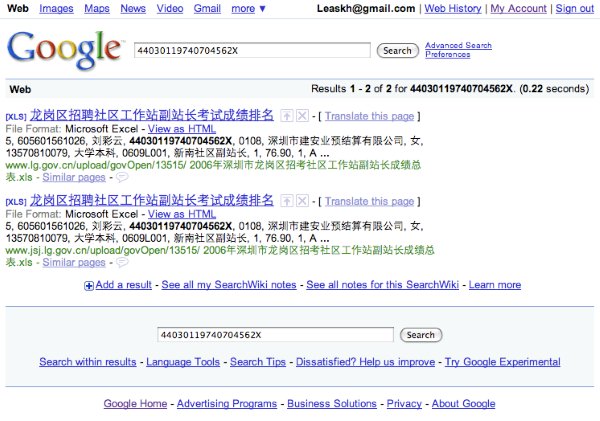 Web Images Maps News Video Gmail more ▼ Leaskh@gmail.com | Web History | My Account | Sign out
Google™ 44030119740704562X Search Advanced Search
Preferences
Web Results 1 - 2 of 2 for 44030119740704562X. (0.22 seconds)
[XLS] 龙岗区招聘社区工作站副站长考试成绩排名 - [ Translate this page ]
File Format: Microsoft Excel - View as HTML
5, 605601561026, 刘彩云, 44030119740704562X, 0108, 深圳市建安业预结算有限公司, 女,
13570810079, 大学本科, 0609L001, 新南社区副站长, 1, 76.90, 1, A ...
www.lg.gov.cn/upload/govOpen/13515/ 2006年深圳市龙岗区招考社区工作站副站长成绩总
表.xls - Similar pages -
[XLS] 龙岗区招聘社区工作站副站长考试成绩排名 - [ Translate this page ]
File Format: Microsoft Excel - View as HTML
5, 605601561026, 刘彩云, 44030119740704562X, 0108, 深圳市建安业预结算有限公司, 女,
13570810079, 大学本科, 0609L001, 新南社区副站长, 1, 76.90, 1, A ...
www.jsj.lg.gov.cn/upload/govOpen/13515/ 2006年深圳市龙岗区招考社区工作站副站长成绩总
表.xls - Similar pages -
Add a result - See all my SearchWiki notes - See all notes for this SearchWiki - Learn more
44030119740704562X Search
Search within results - Language Tools - Search Tips - Dissatisfied? Help us improve - Try Google Experimental
Google Home - Advertising Programs - Business Solutions - Privacy - About Google